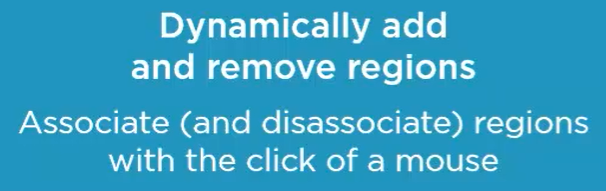 Dynamically add
and remove regions
Associate (and disassociate) regions
with the click of a mouse